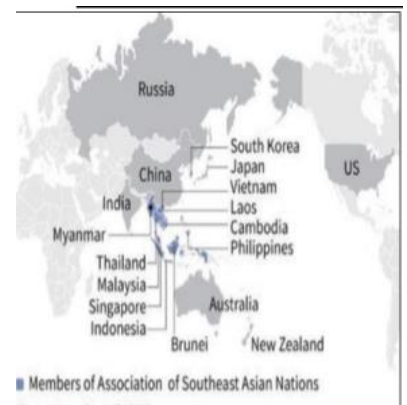 Russia
South Korea
Japan
China
US
Vietnam
India
Laos
Cambodia
Myanmar
Philippines
Thailand
Malaysia
Singapore
Australia
Indonesia
Brunei
New Zealand
Members of Association of Southeast Asian Nations